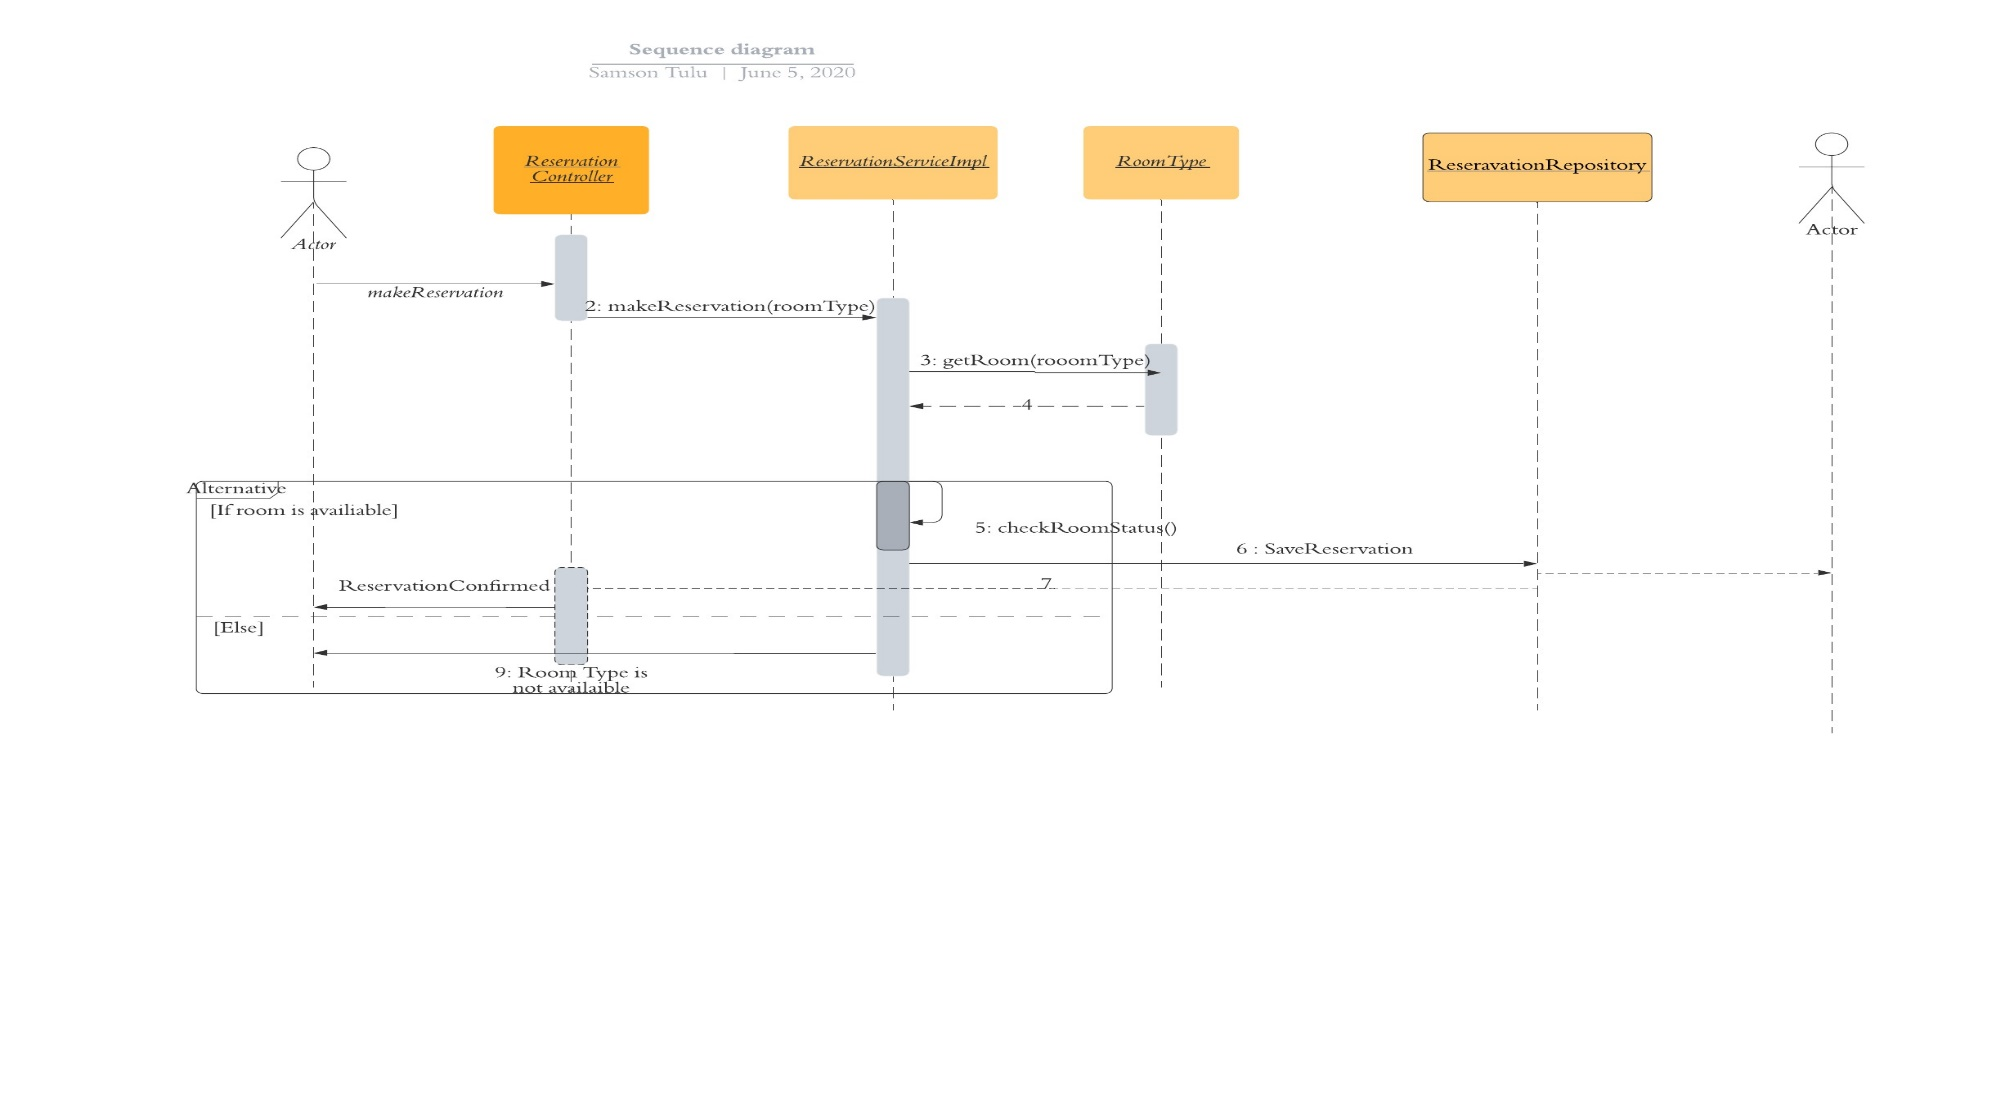 Sequence diagram
Samson Tulu | June 5, 2020
Reservation
Controller
ReservationServiceImpl
RoomType
ReseravationRepository
Actor
Actor
makeReservation
2: makeReservation(roomType)
3: getRoom(rooomType)
4
Alternative
[If room is availiable]
5: checkRoomStatus()
6 : SaveReservation
ReservationConfirmed
7
[Else]
9: Room Type is
not availaible